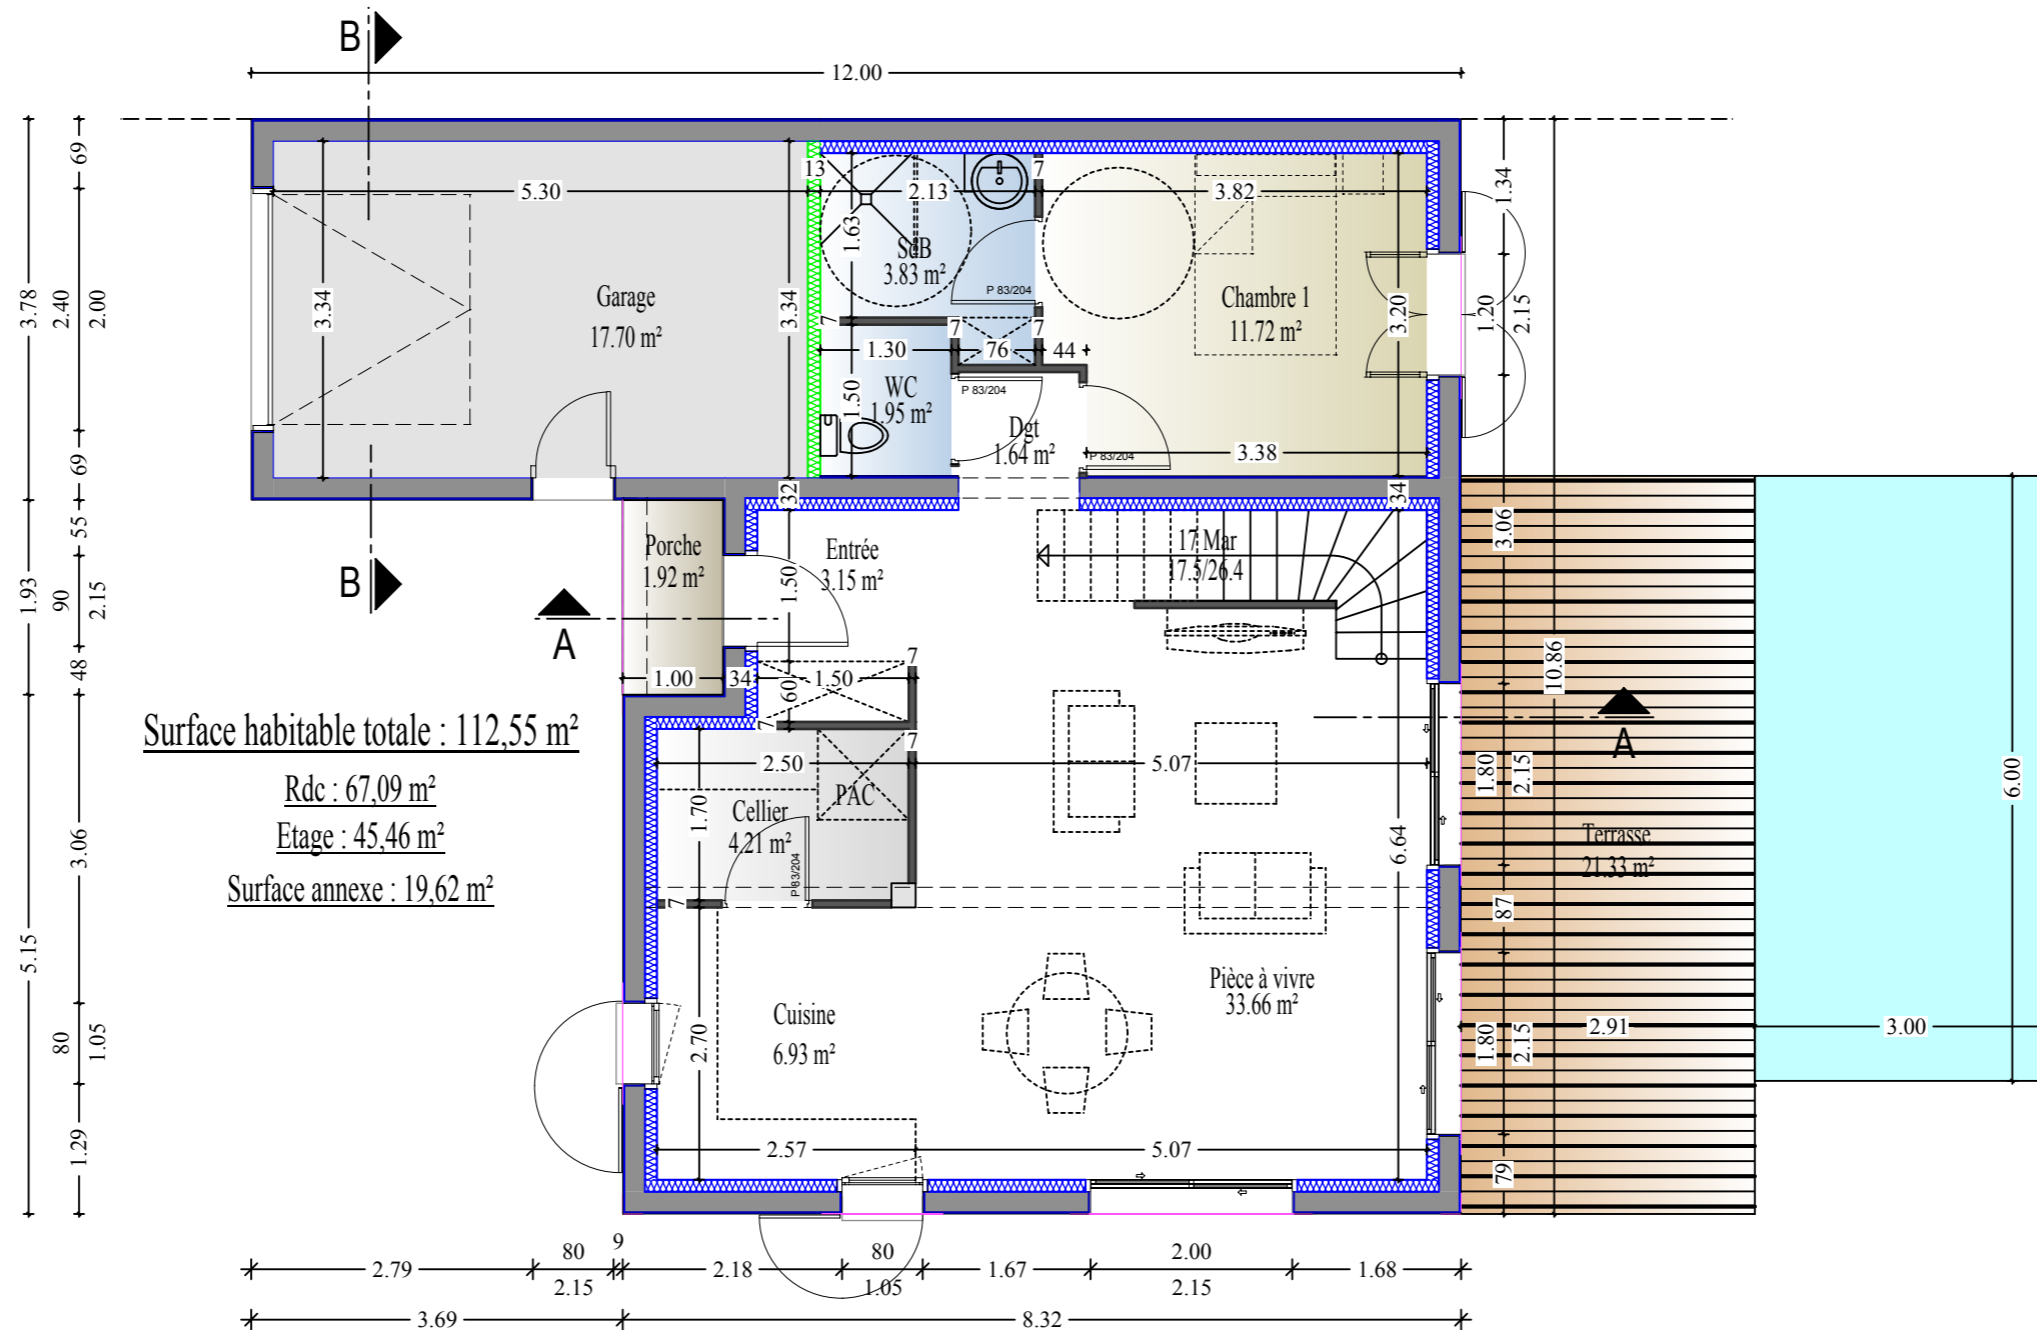 B
12.00
69
13
7
1.34
5.30
2.13
3.82
1.63
SdB
3.83 m²
P 83/204
3.78
2.40
2.00
3.34
Garage
17.70 m²
3.34
7
7
7
Chambre 1
11.72 m²
3.20
1.20
2.15
1.30
76
44
WC
1.95 m²
1.50
P 83/204
Dgt
1.64 m²
P 83/204
3.38
69
32
34
55
Porche
1.92 m²
Entrée
3.15 m²
1.50
17 Mar
17.5/26.4
3.06
1.93
90
2.15
B
A
48
1.00
34
60
1.50
7
10.86
Surface habitable totale : 112,55 m²
7
7
A
Rdc : 67,09 m²
2.50
5.07
1.80
2.15
6.00
PAC
Cellier
4.21 m²
1.70
P 83/204
Etage : 45,46 m²
3.06
6.64
Terrasse
21.33 m²
Surface annexe : 19,62 m²
7
87
5.15
Pièce à vivre
33.66 m²
Cuisine
6.93 m²
80
1.05
2.70
1.80
2.15
2.91
3.00
1.29
2.57
5.07
79
2.79
80
2.15
9
2.18
80
1.05
1.67
2.00
2.15
1.68
3.69
8.32